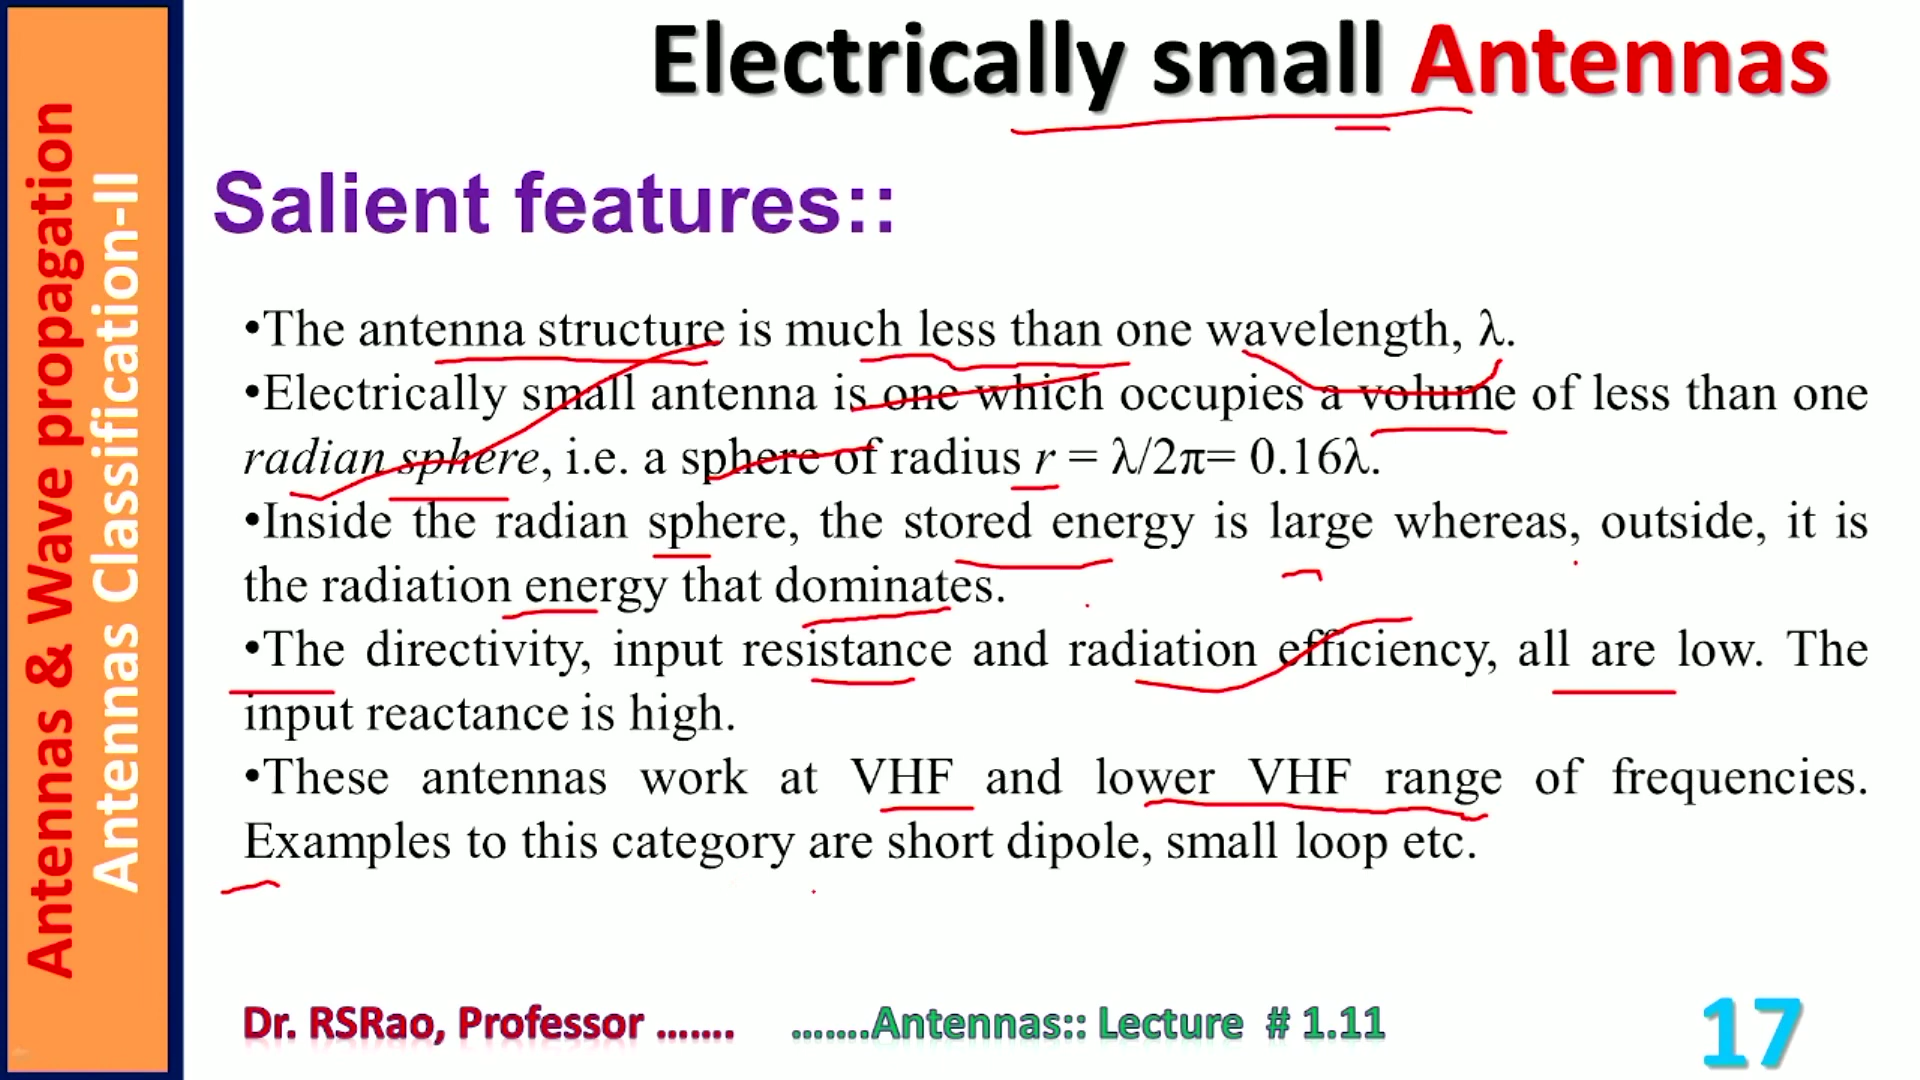 Electrically small Antennas
Antennas & Wave propagation
Antennas Classification-II
Salient features::
•The antenna structure is much less than one wavelength, λ.
•Electrically small antenna is one which occupies a volume of less than one
radian sphere, i.e. a sphere of radius r = λ/2π= 0.16λ.
•Inside the radian sphere, the stored energy is large whereas, outside, it is
the radiation energy that dominates.
•The directivity, input resistance and radiation efficiency, all are low. The
input reactance is high.
•These antennas work at VHF and lower VHF range of frequencies.
Examples to this category are short dipole, small loop etc.
Dr. RSRao, Professor ....... .......Antennas:: Lecture # 1.11
17